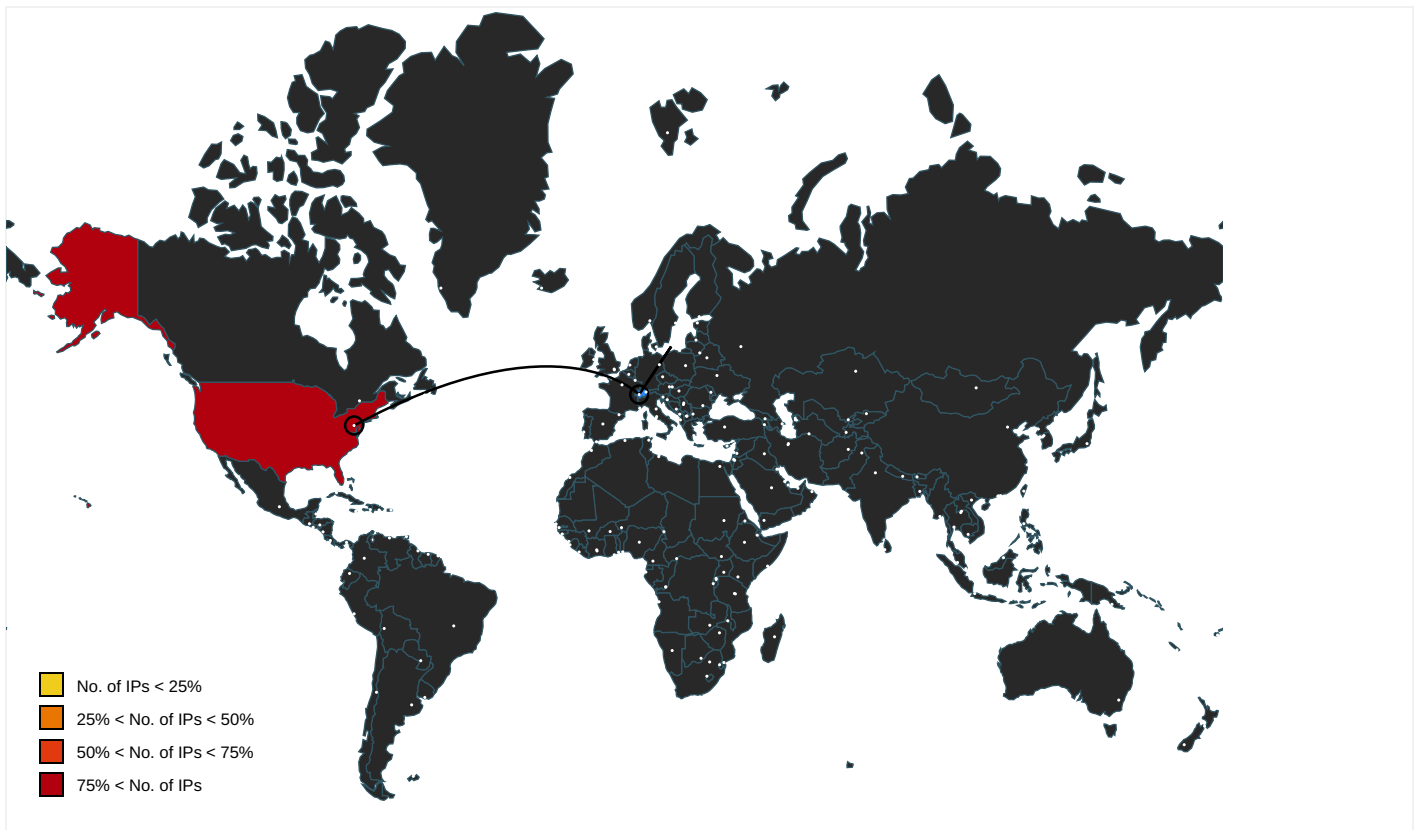 No. of IPs < 25%
25% < No. of IPs < 50%
50% < No. of IPs < 75%
75% < No. of IPs